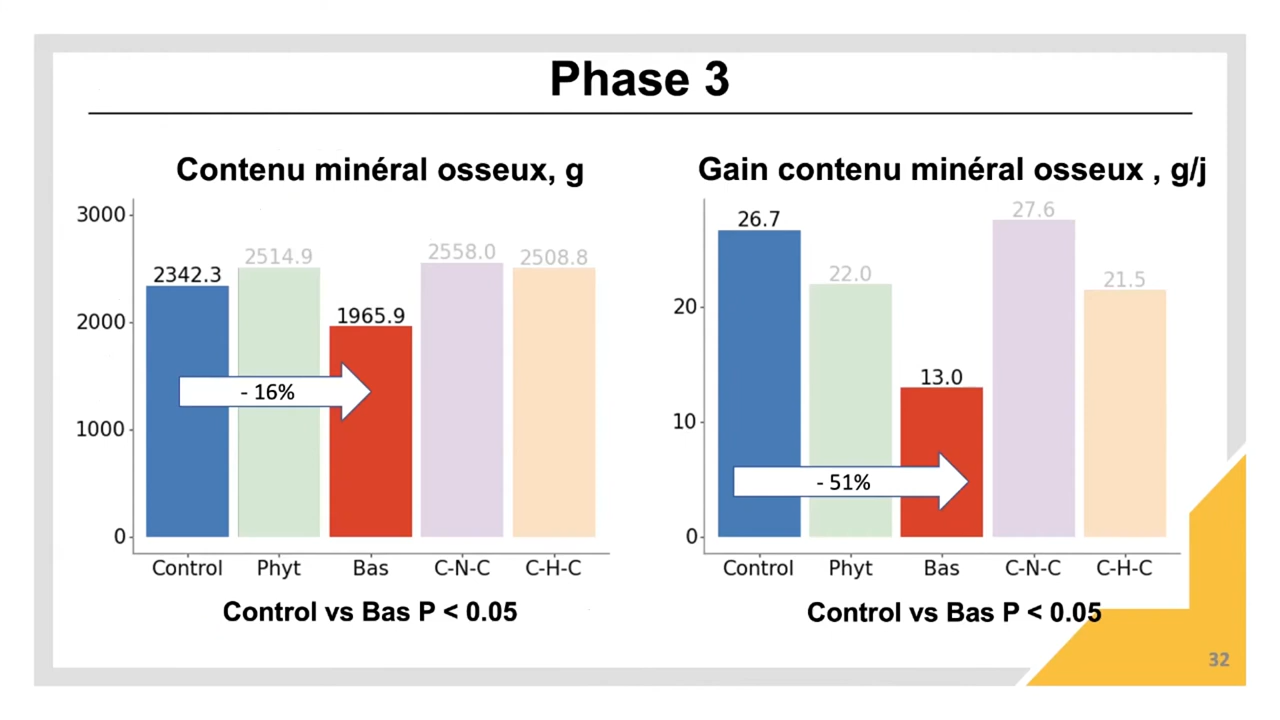 Phase 3
Contenu minéral osseux, g
3000
2000
1000
0
2342.3
2514.9
1965.9
2558.0
2508.8
- 16%
Control Phyt Bas C-N-C C-H-C
Control vs Bas P < 0.05
Gain contenu minéral osseux , g/j
20
10
0
26.7
22.0
13.0
27.6
21.5
- 51%
Control Phyt Bas C-N-C C-H-C
Control vs Bas P < 0.05
32